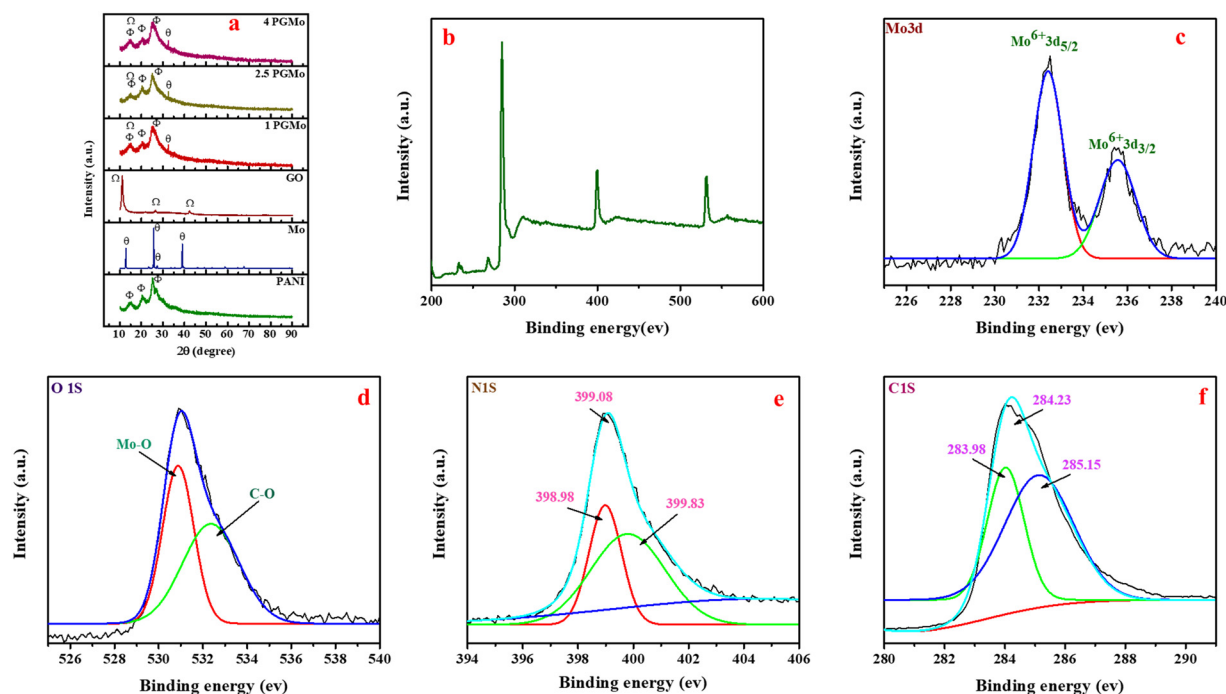 a
4 PGMo
Ω
Φ
Φ
Φ
θ
2.5 PGMo
Ω
Φ
Φ
Φ
θ
1 PGMo
Ω
Φ
Φ
Φ
θ
GO
Ω
Ω
Ω
Mo
θ
θ
θ
θ
PANI
Φ
Φ
Φ
10 20 30 40 50 60 70 80 90
2θ (degree)
Intensity (a.u.)
b
Intensity (a.u.)
200 300 400 500 600
Binding energy(ev)
Mo3d
c
Mo6+3d5/2
Mo6+3d3/2
Intensity (a.u.)
226 228 230 232 234 236 238 240
Binding energy (ev)
O 1S
d
Mo-O
C-O
Intensity (a.u.)
526 528 530 532 534 536 538 540
Binding energy (ev)
N1S
e
399.08
398.98
399.83
Intensity (a.u.)
394 396 398 400 402 404 406
Binding energy (ev)
C1S
f
284.23
283.98
285.15
Intensity (a.u.)
280 282 284 286 288 290
Binding energy (ev)